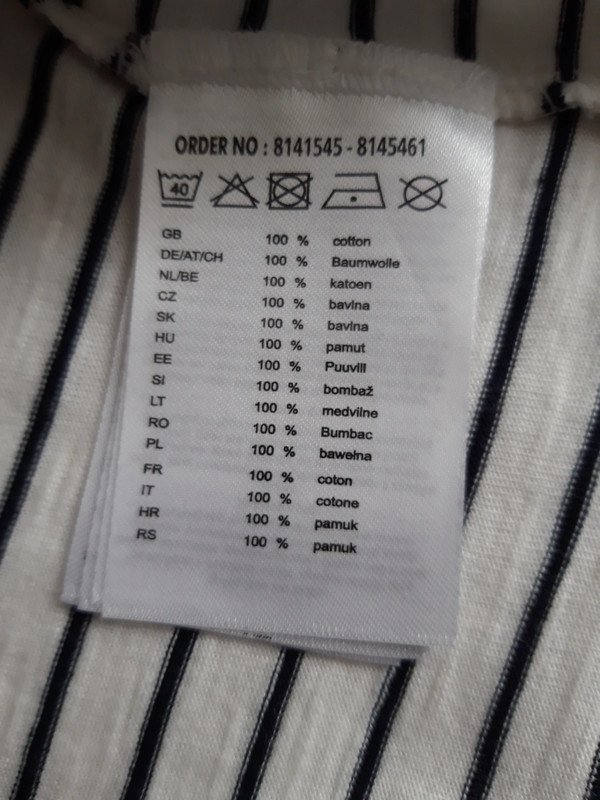 ORDER NO : 8141545 - 8145461
40
GB 100 % cotton
DE/AT/CH 100 % Baumwolle
NL/BE 100 % katoen
CZ 100 % bavlna
SK 100 % bavlna
HU 100 % pamut
EE 100 % Puuvill
SI 100 % bombaž
LT 100 % medvilne
RO 100 % Bumbac
PL 100 % bawełna
FR 100 % coton
IT 100 % cotone
HR 100 % pamuk
RS 100 % pamuk